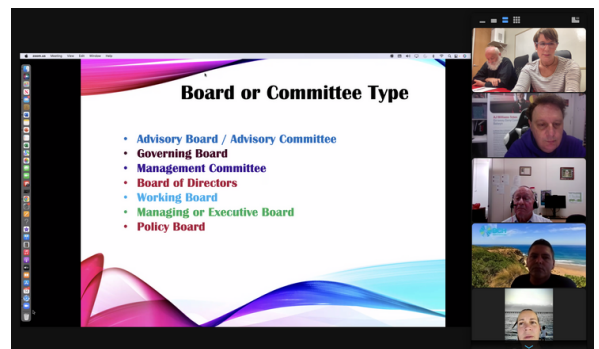 Board or Committee Type
• Advisory Board / Advisory Committee
• Governing Board
• Management Committee
• Board of Directors
• Working Board
• Managing or Executive Board
• Policy Board